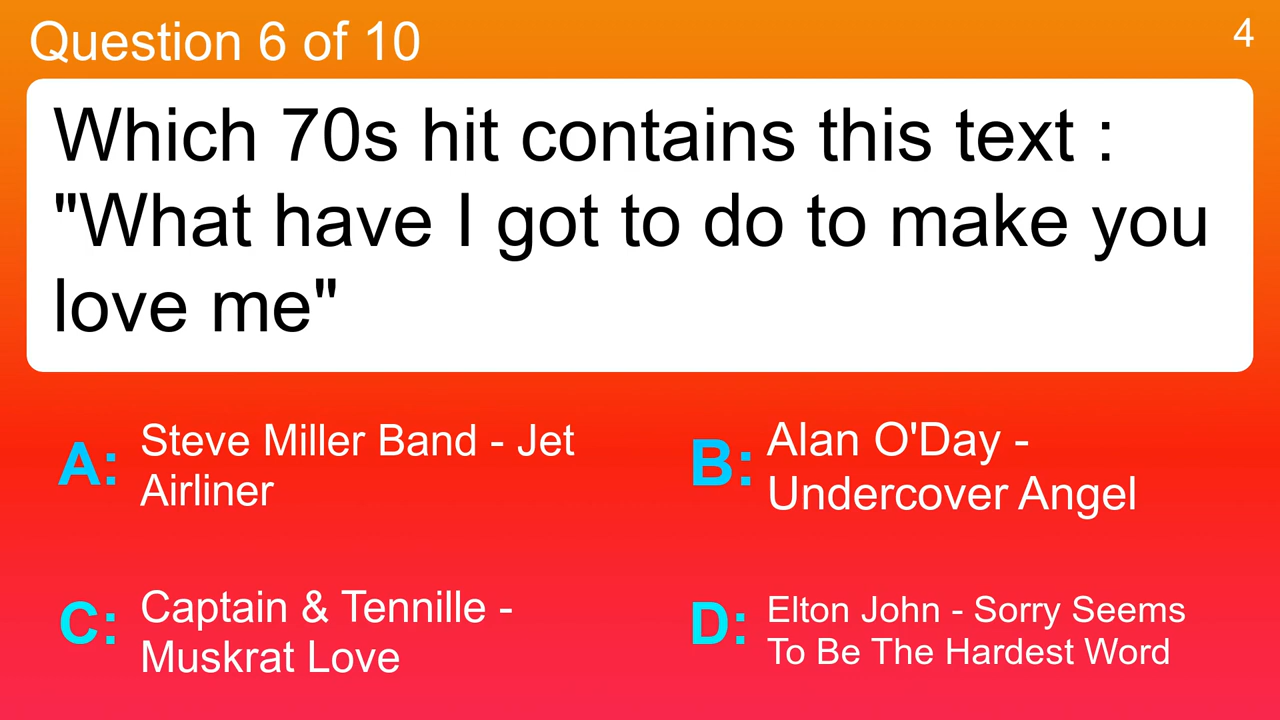 Question 6 of 10
4
Which 70s hit contains this text :
"What have I got to do to make you
love me"
A:
Steve Miller Band - Jet
Airliner
B:
Alan O'Day -
Undercover Angel
C:
Captain & Tennille -
Muskrat Love
D:
Elton John - Sorry Seems
To Be The Hardest Word